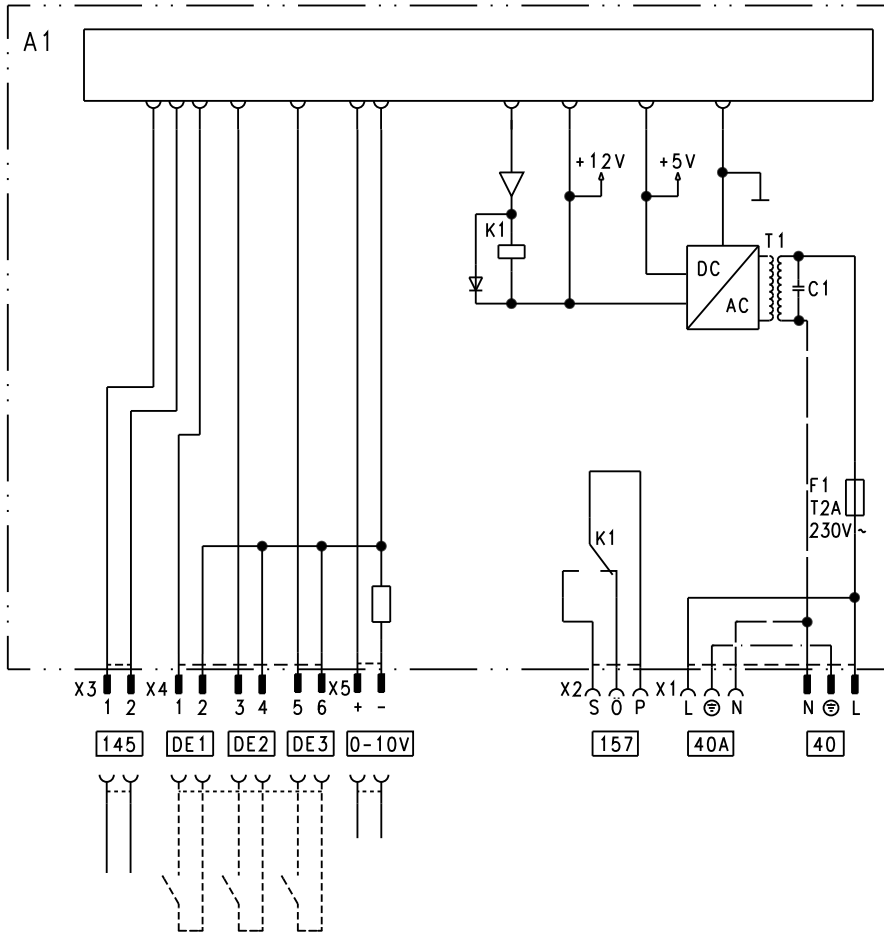 A1
+12V +5V
K1 T1
DC
AC
C1
F1
T2A
230V~
K1
X3 X4 X5 X2 X1
1 2 1 2 3 4 5 6 + - S Ö P L N N L
145 DE1 DE2 DE3 0-10V 157 40A 40